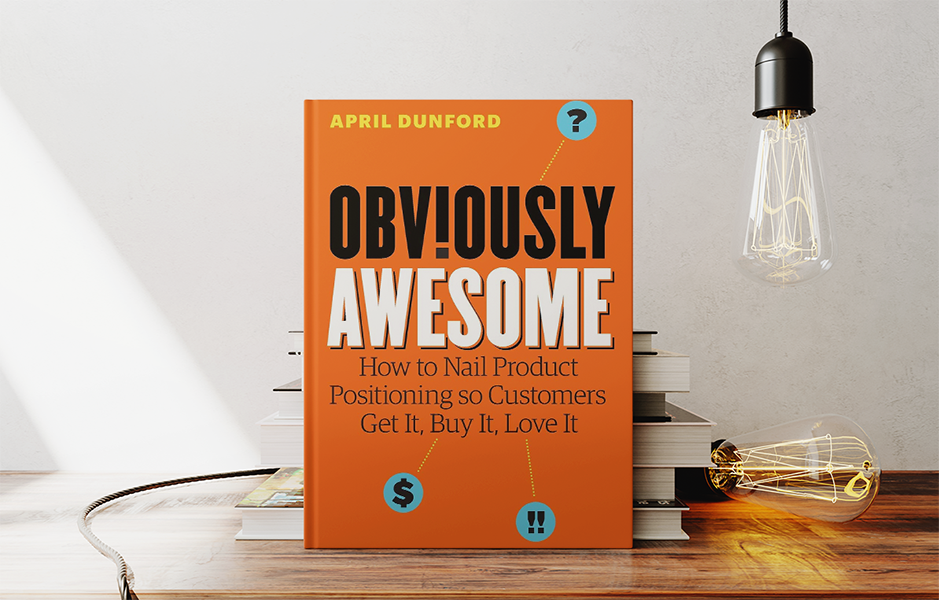 APRIL DUNFORD
?
OBV!OUSLY
AWESOME
How to Nail Product
Positioning so Customers
Get It, Buy It, Love It
$
!!